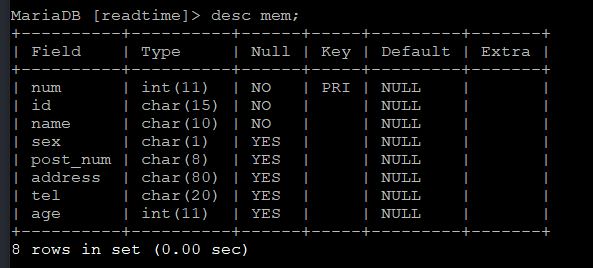 MariaDB [readtime]> desc mem;
+----------+----------+------+-----+---------+-------+
| Field    | Type     | Null | Key | Default | Extra |
+----------+----------+------+-----+---------+-------+
| num      | int(11)  | NO   | PRI | NULL    |       |
| id       | char(15) | NO   |     | NULL    |       |
| name     | char(10) | NO   |     | NULL    |       |
| sex      | char(1)  | YES  |     | NULL    |       |
| post_num | char(8)  | YES  |     | NULL    |       |
| address  | char(80) | YES  |     | NULL    |       |
| tel      | char(20) | YES  |     | NULL    |       |
| age      | int(11)  | YES  |     | NULL    |       |
+----------+----------+------+-----+---------+-------+
8 rows in set (0.00 sec)